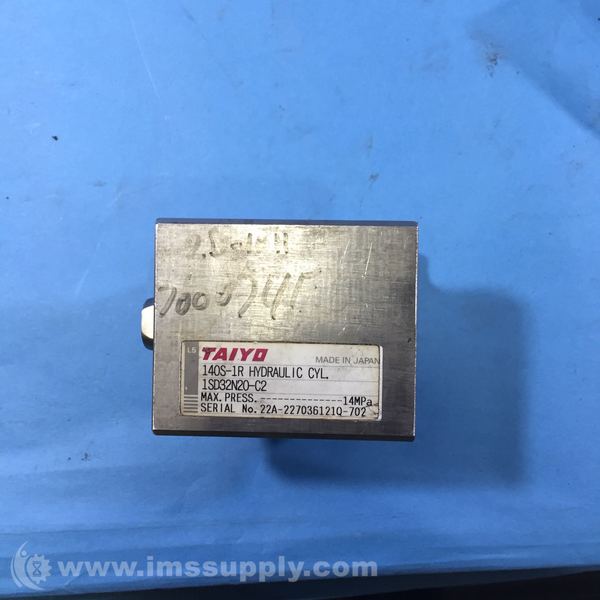 L5
TAIYO
MADE IN JAPAN
140S-1R HYDRAULIC CYL.
1SD32N20-C2
MAX. PRESS.--------------14MPa
SERIAL No. 22A-227036121Q-702
www.imssupply.com